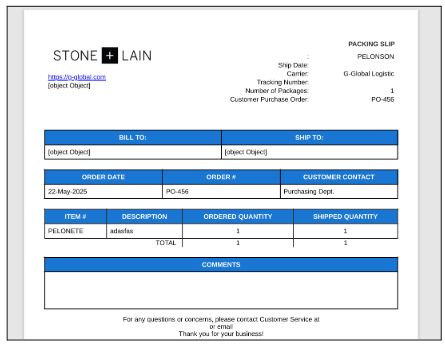 PACKING SLIP
STONE + LAIN
: PELONSON
Ship Date:
https://g-global.com
Carrier: G-Global Logistic
[object Object]
Tracking Number:
Number of Packages: 1
Customer Purchase Order: PO-456
BILL TO: SHIP TO:
[object Object] [object Object]
ORDER DATE ORDER # CUSTOMER CONTACT
22-May-2025 PO-456 Purchasing Dept.
ITEM # DESCRIPTION ORDERED QUANTITY SHIPPED QUANTITY
PELONETE adasfas 1 1
TOTAL 1 1
COMMENTS
For any questions or concerns, please contact Customer Service at
or email
Thank you for your business!